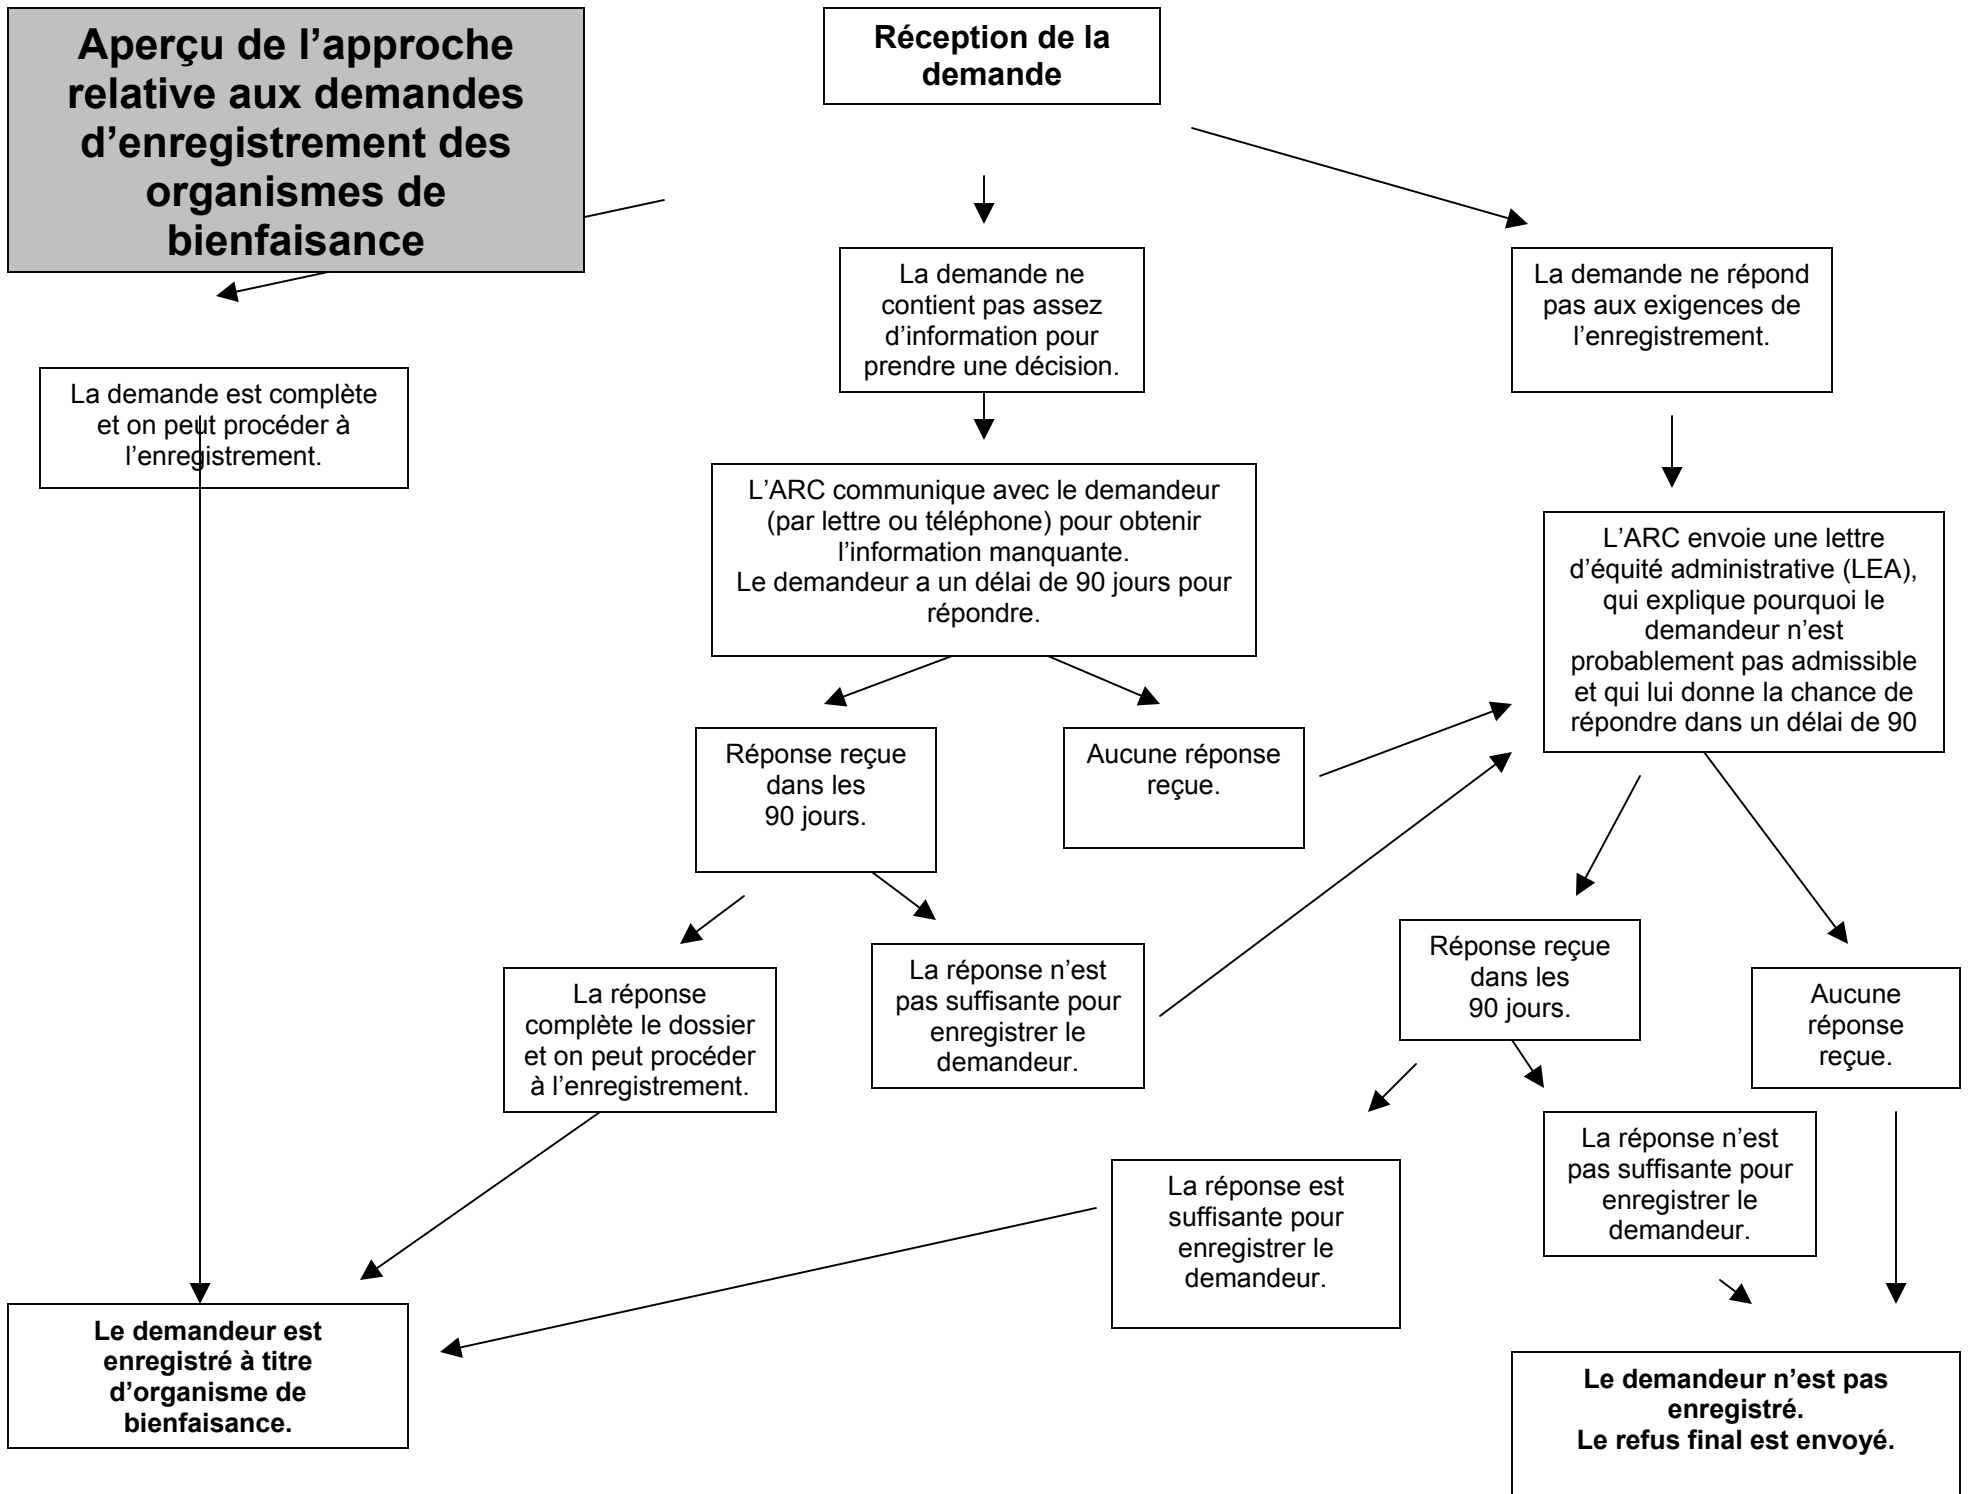 Aperçu de l’approche
relative aux demandes
d’enregistrement des
organismes de
bienfaisance
Réception de la
demande
La demande est complète
et on peut procéder à
l’enregistrement.
La demande ne
contient pas assez
d’information pour
prendre une décision.
La demande ne répond
pas aux exigences de
l’enregistrement.
L’ARC communique avec le demandeur
(par lettre ou téléphone) pour obtenir
l’information manquante.
Le demandeur a un délai de 90 jours pour
répondre.
L’ARC envoie une lettre
d’équité administrative (LEA),
qui explique pourquoi le
demandeur n’est
probablement pas admissible
et qui lui donne la chance de
répondre dans un délai de 90
Réponse reçue
dans les
90 jours.
Aucune réponse
reçue.
La réponse
complète le dossier
et on peut procéder
à l’enregistrement.
La réponse n’est
pas suffisante pour
enregistrer le
demandeur.
Réponse reçue
dans les
90 jours.
Aucune
réponse
reçue.
La réponse est
suffisante pour
enregistrer le
demandeur.
La réponse n’est
pas suffisante pour
enregistrer le
demandeur.
Le demandeur est
enregistré à titre
d’organisme de
bienfaisance.
Le demandeur n’est pas
enregistré.
Le refus final est envoyé.